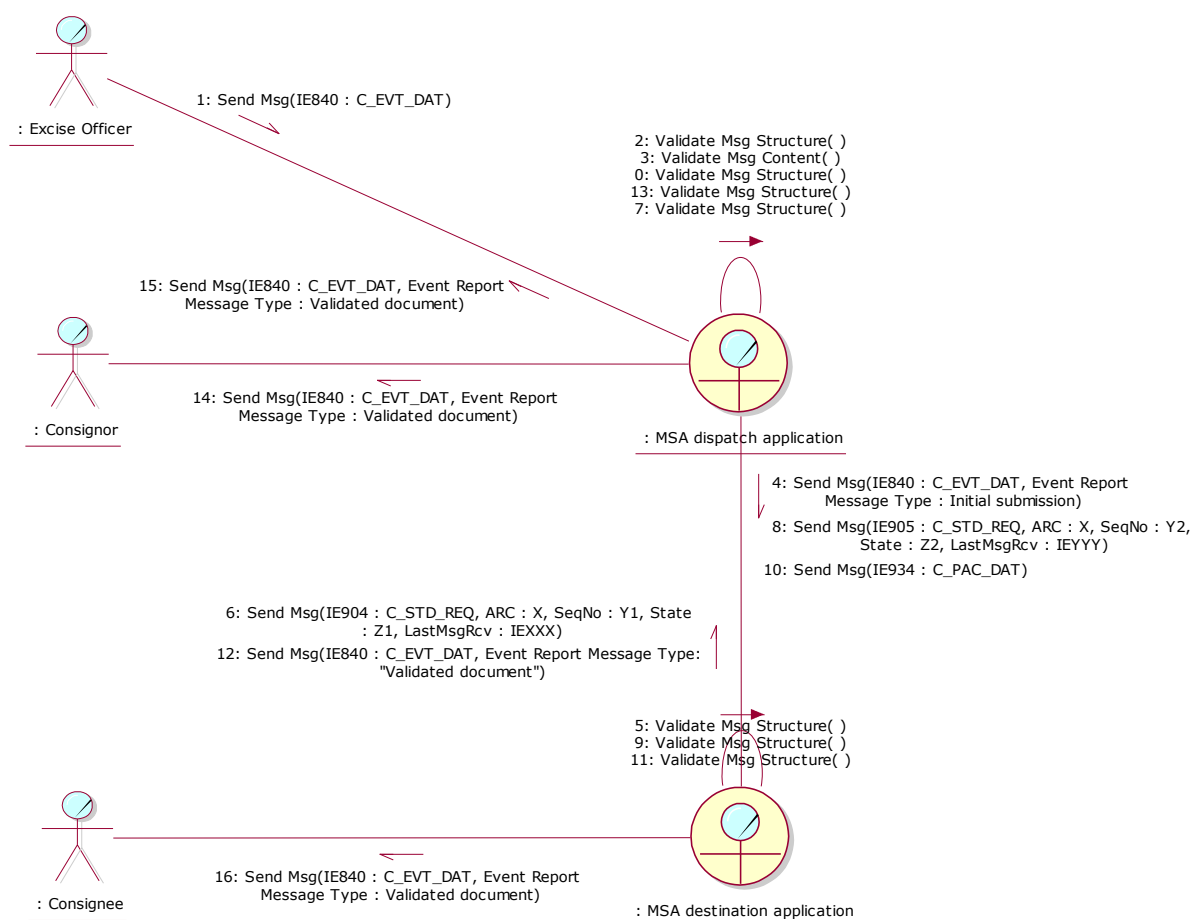 1: Send Msg(IE840 : C_EVT_DAT)
: Excise Officer
2: Validate Msg Structure( )
3: Validate Msg Content( )
0: Validate Msg Structure( )
13: Validate Msg Structure( )
7: Validate Msg Structure( )
15: Send Msg(IE840 : C_EVT_DAT, Event Report
Message Type : Validated document)
14: Send Msg(IE840 : C_EVT_DAT, Event Report
Message Type : Validated document)
: Consignor
: MSA dispatch application
4: Send Msg(IE840 : C_EVT_DAT, Event Report
Message Type : Initial submission)
8: Send Msg(IE905 : C_STD_REQ, ARC : X, SeqNo : Y2,
State : Z2, LastMsgRcv : IEYYY)
10: Send Msg(IE934 : C_PAC_DAT)
6: Send Msg(IE904 : C_STD_REQ, ARC : X, SeqNo : Y1, State
: Z1, LastMsgRcv : IEXXX)
12: Send Msg(IE840 : C_EVT_DAT, Event Report Message Type:
"Validated document")
5: Validate Msg Structure( )
9: Validate Msg Structure( )
11: Validate Msg Structure( )
16: Send Msg(IE840 : C_EVT_DAT, Event Report
Message Type : Validated document)
: Consignee
: MSA destination application